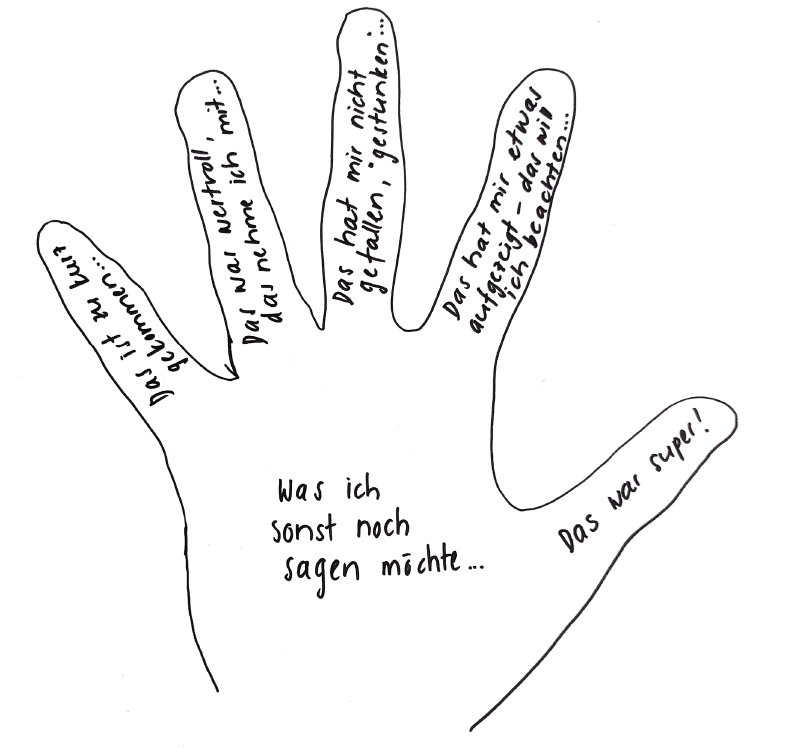 Das ist zu kurz
gekommen...
Das war wertvoll,
das nehme ich mit...
Das hat mir nicht
gefallen, "gestunken"...
Das hat mir etwas
aufgezeigt - das will
ich beachten...
Das war super!
Was ich
sonst noch
sagen möchte...